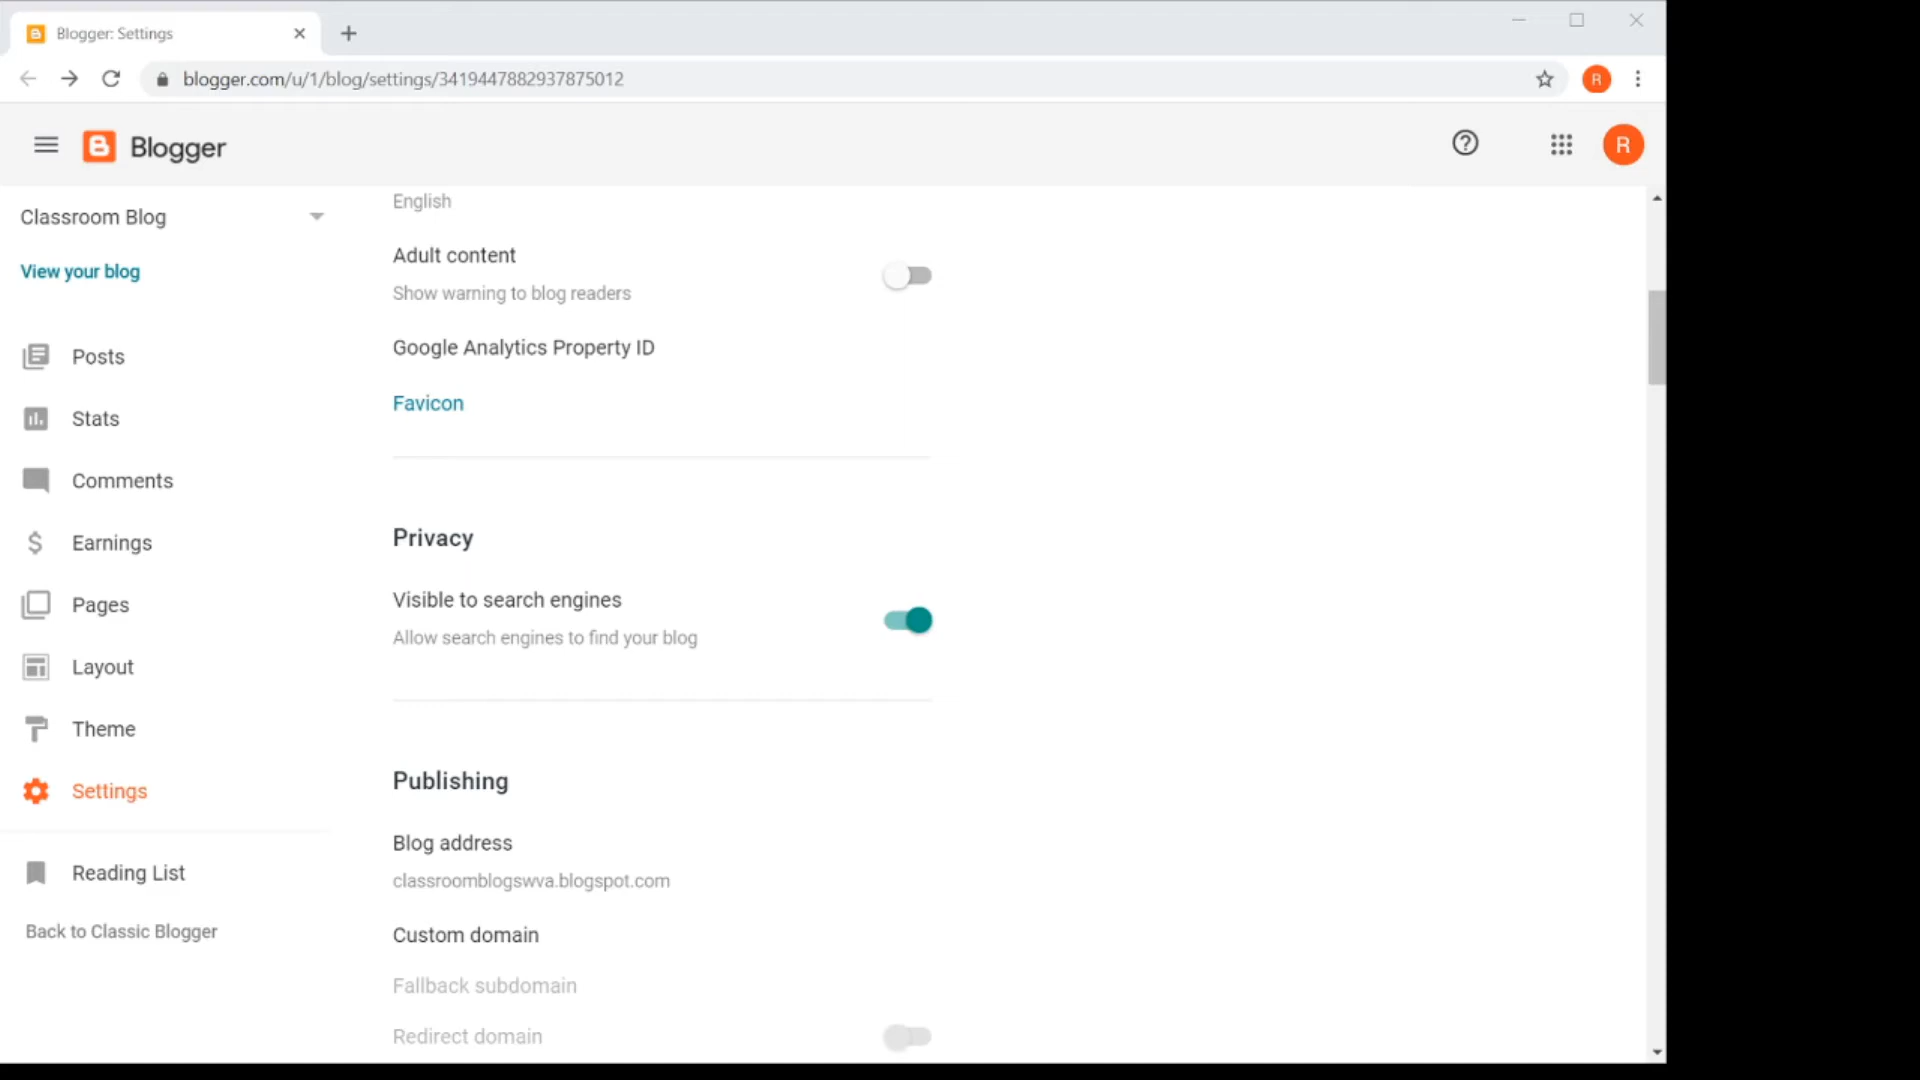 Blogger: Settings
blogger.com/u/1/blog/settings/3419447882937875012
R
Blogger
R
Classroom Blog
View your blog
Posts
Stats
Comments
Earnings
Pages
Layout
Theme
Settings
Reading List
Back to Classic Blogger
English
Adult content
Show warning to blog readers
Google Analytics Property ID
Favicon
Privacy
Visible to search engines
Allow search engines to find your blog
Publishing
Blog address
classroomblogswva.blogspot.com
Custom domain
Fallback subdomain
Redirect domain